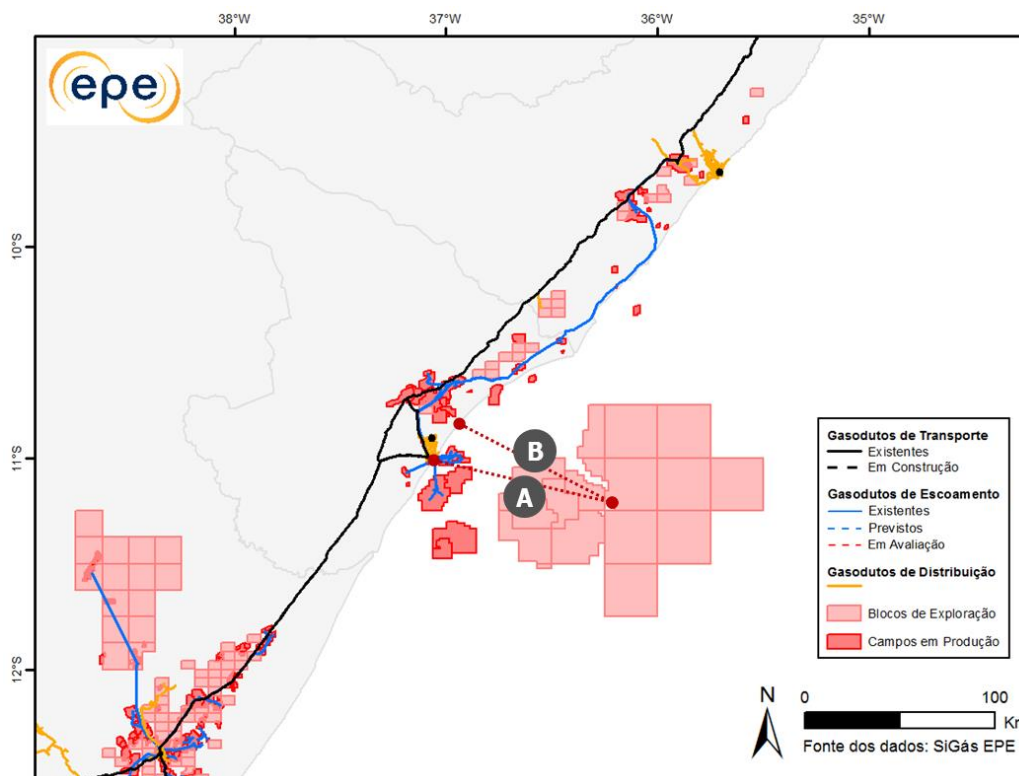 38°W 37°W 36°W 35°W
epe
10°S
11°S
12°S
B
A
Gasodutos de Transporte
Existentes
Em Construção
Gasodutos de Escoamento
Existentes
Previstos
Em Avaliação
Gasodutos de Distribuição
Blocos de Exploração
Campos em Produção
N
0 100
Km
Fonte dos dados: SiGás EPE